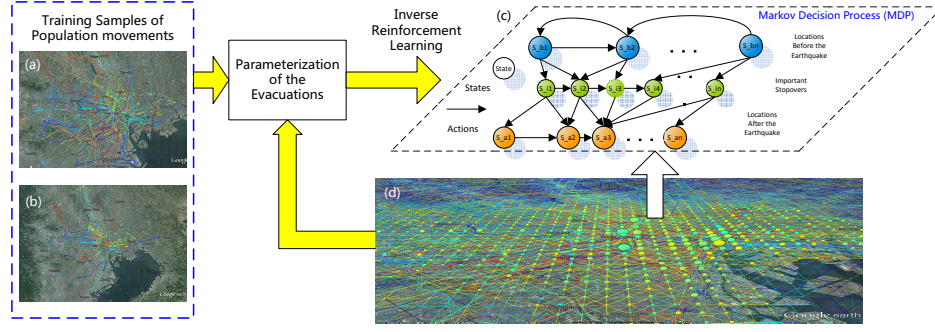 Training Samples of
Population movements
(a)
(b)
Parameterization
of the
Evacuations
Inverse
Reinforcement
Learning
(c)
Markov Decision Process (MDP)
S_b1
S_b2
. . .
S_bn
Locations
Before the
Earthquake
State
States
S_i1
S_i2
S_i3
S_i4
S_in
Important
Stopovers
Actions
S_a1
S_a2
S_a3
. . .
S_an
Locations
After the
Earthquake
(d)
Google
Google earth
Google earth